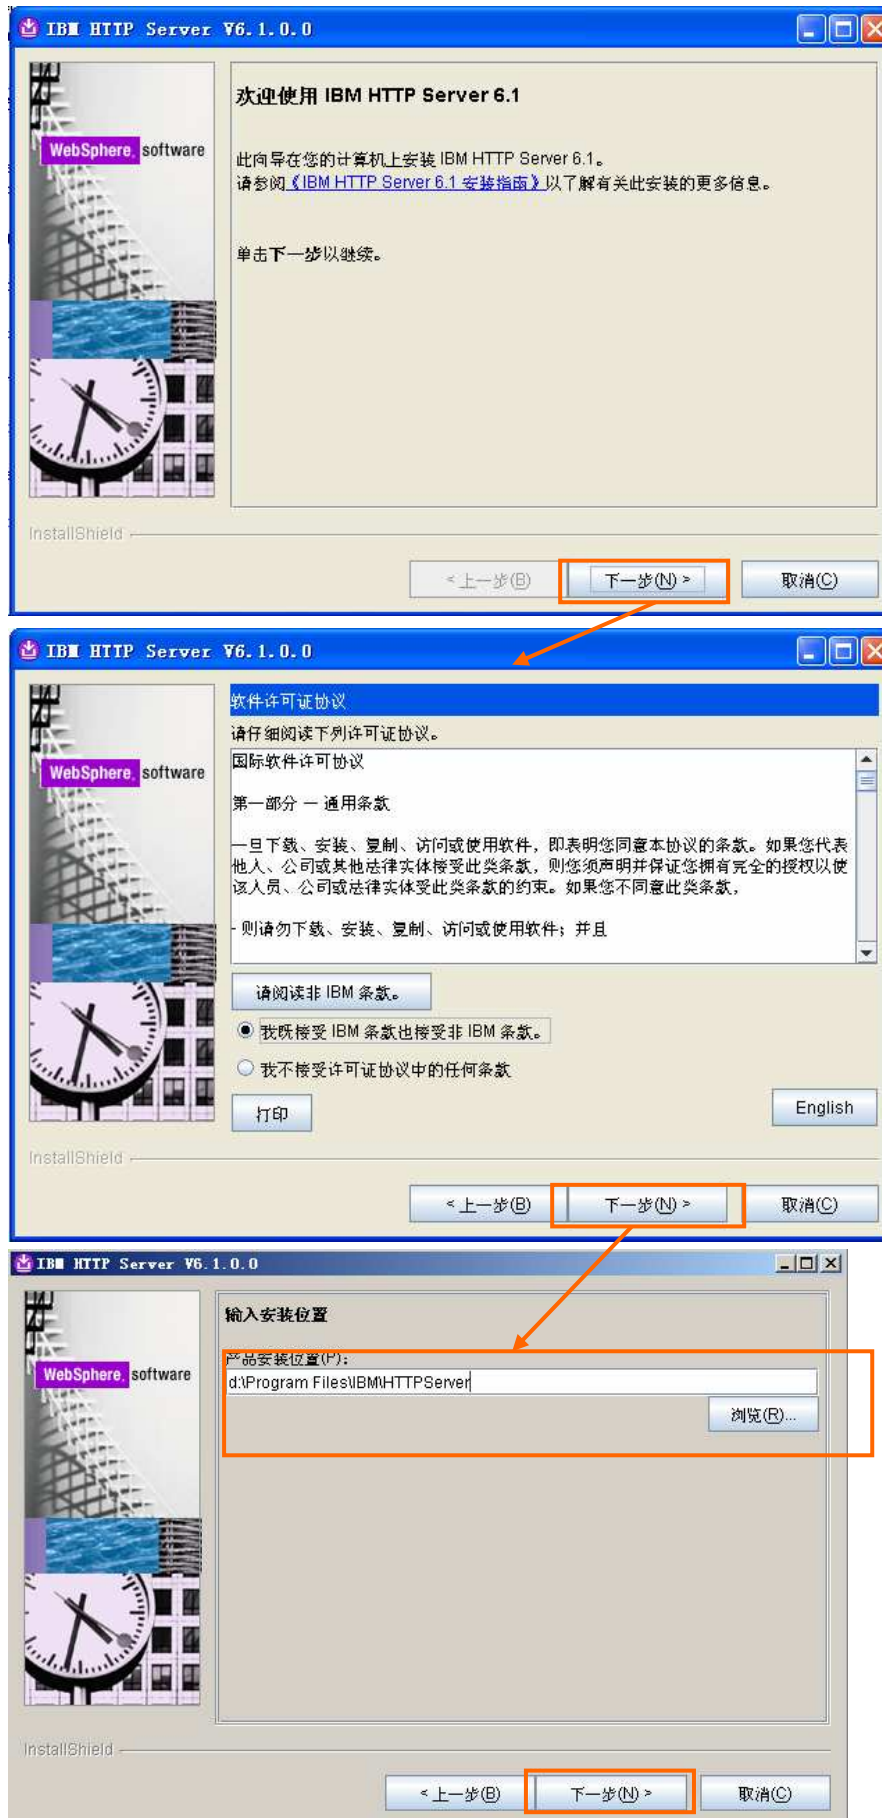 IBM HTTP Server V6.1.0.0
WebSphere. software
欢迎使用 IBM HTTP Server 6.1
此向导在您的计算机上安装 IBM HTTP Server 6.1。
请参阅《IBM HTTP Server 6.1 安装指南》以了解有关此安装的更多信息。
单击下一步以继续。
InstallShield
<上一步(B)
下一步(N) >
取消(C)
IBM HTTP Server V6.1.0.0
WebSphere. software
软件许可证协议
请仔细阅读下列许可证协议。
国际软件许可协议
第一部分 — 通用条款
一旦下载、安装、复制、访问或使用软件，即表明您同意本协议的条款。如果您代表
他人、公司或其他法律实体接受此类条款，则您须声明并保证您拥有完全的授权以使
该人员、公司或法律实体受此类条款的约束。如果您不同意此类条款，
- 则请勿下载、安装、复制、访问或使用软件；并且
请阅读非 IBM 条款。
我既接受 IBM 条款也接受非 IBM 条款。
我不接受许可证协议中的任何条款
打印
English
InstallShield
<上一步(B)
下一步(N) >
取消(C)
IBM HTTP Server V6.1.0.0
WebSphere. software
输入安装位置
产品安装位置(P)：
d:\Program Files\IBM\HTTPServer
浏览(R)...
InstallShield
<上一步(B)
下一步(N) >
取消(C)